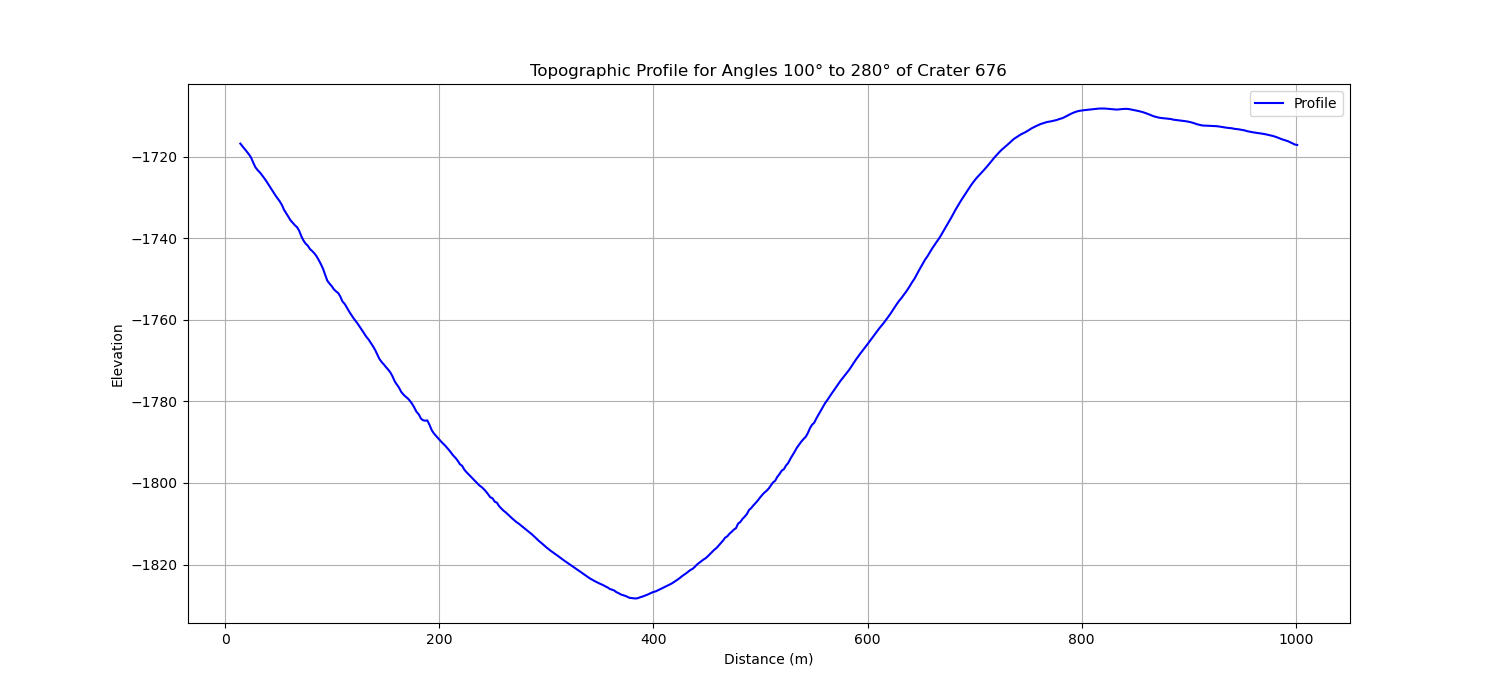 Topographic Profile for Angles 100° to 280° of Crater 676
Profile
Elevation
−1720
−1740
−1760
−1780
−1800
−1820
0 200 400 600 800 1000
Distance (m)